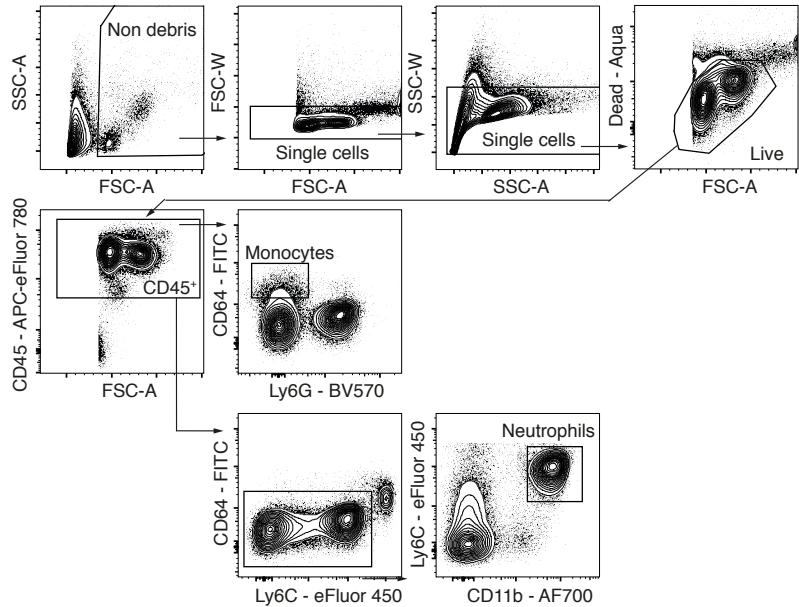 Non debris
SSC-A
FSC-A
FSC-W
Single cells
FSC-A
SSC-W
Single cells
SSC-A
Dead - Aqua
Live
FSC-A
CD45 - APC-eFluor 780
CD45⁺
FSC-A
CD64 - FITC
Monocytes
Ly6G - BV570
CD64 - FITC
Ly6C - eFluor 450
Ly6C - eFluor 450
Neutrophils
CD11b - AF700